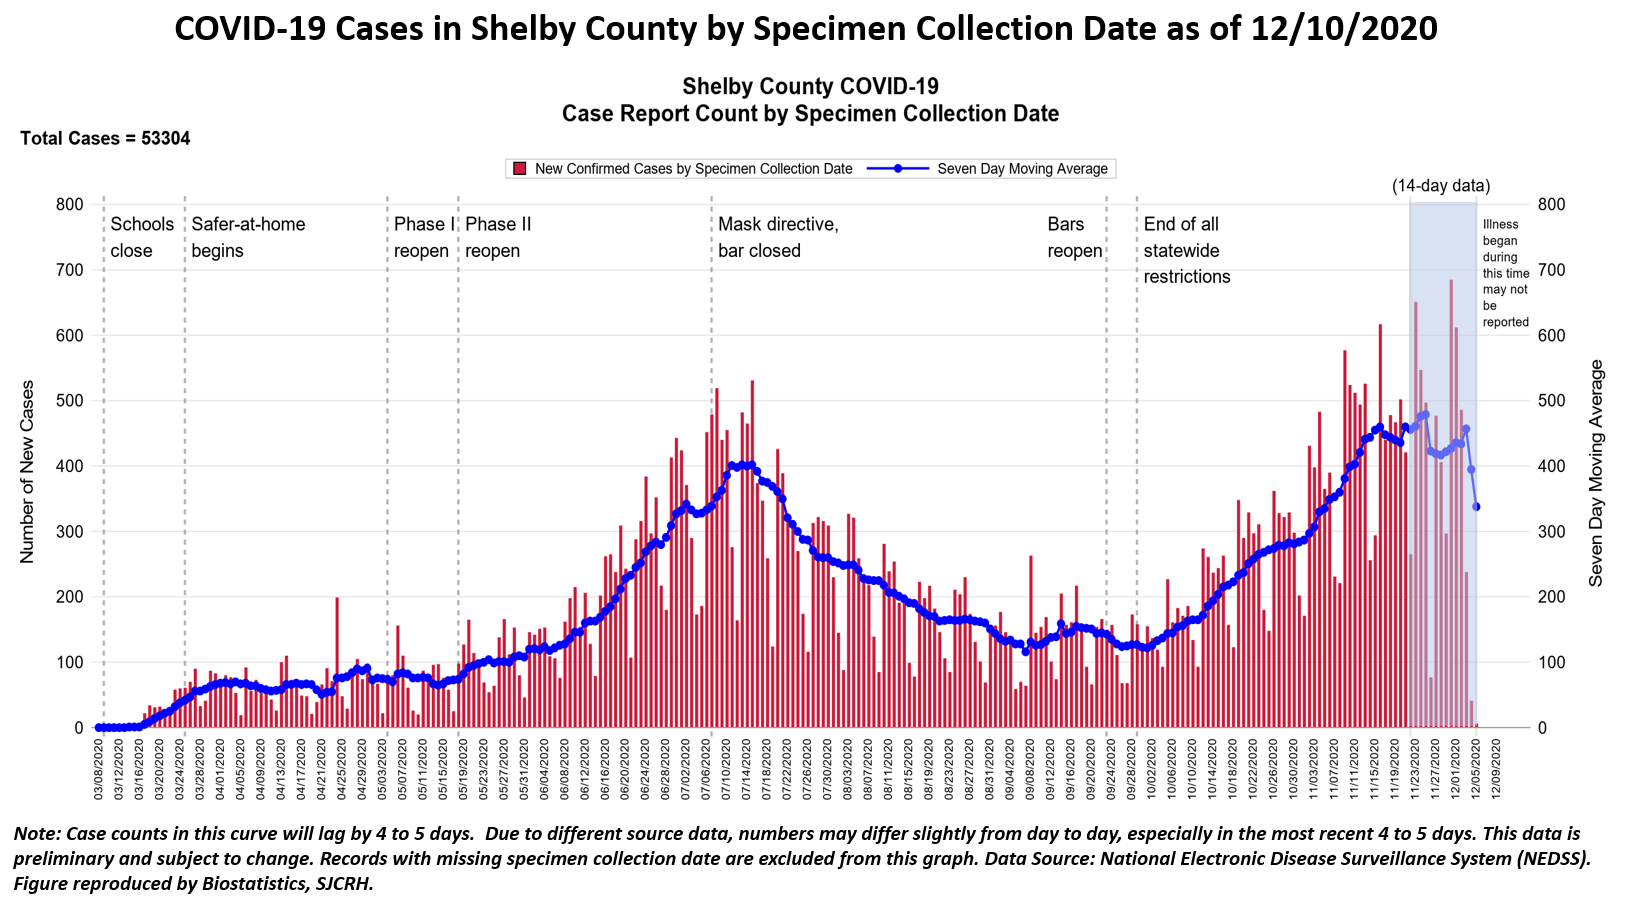 COVID-19 Cases in Shelby County by Specimen Collection Date as of 12/10/2020
Shelby County COVID-19
Case Report Count by Specimen Collection Date
Total Cases = 53304
New Confirmed Cases by Specimen Collection Date
Seven Day Moving Average
(14-day data)
Schools
close
Safer-at-home
begins
Phase I
reopen
Phase II
reopen
Mask directive,
bar closed
Bars
reopen
End of all
statewide
restrictions
Illness
began
during
this time
may not
be
reported
Number of New Cases
800
700
600
500
400
300
200
100
0
800
700
600
500
400
300
200
100
0
Seven Day Moving Average
03/08/2020
03/12/2020
03/16/2020
03/20/2020
03/24/2020
03/28/2020
04/01/2020
04/05/2020
04/09/2020
04/13/2020
04/17/2020
04/21/2020
04/25/2020
04/29/2020
05/03/2020
05/07/2020
05/11/2020
05/15/2020
05/19/2020
05/23/2020
05/27/2020
05/31/2020
06/04/2020
06/08/2020
06/12/2020
06/16/2020
06/20/2020
06/24/2020
06/28/2020
07/02/2020
07/06/2020
07/10/2020
07/14/2020
07/18/2020
07/22/2020
07/26/2020
07/30/2020
08/03/2020
08/07/2020
08/11/2020
08/15/2020
08/19/2020
08/23/2020
08/27/2020
08/31/2020
09/04/2020
09/08/2020
09/12/2020
09/16/2020
09/20/2020
09/24/2020
09/28/2020
10/02/2020
10/06/2020
10/10/2020
10/14/2020
10/18/2020
10/22/2020
10/26/2020
10/30/2020
11/03/2020
11/07/2020
11/11/2020
11/15/2020
11/19/2020
11/23/2020
11/27/2020
12/01/2020
12/05/2020
12/09/2020
Note: Case counts in this curve will lag by 4 to 5 days. Due to different source data, numbers may differ slightly from day to day, especially in the most recent 4 to 5 days. This data is
preliminary and subject to change. Records with missing specimen collection date are excluded from this graph. Data Source: National Electronic Disease Surveillance System (NEDSS).
Figure reproduced by Biostatistics, SJCRH.